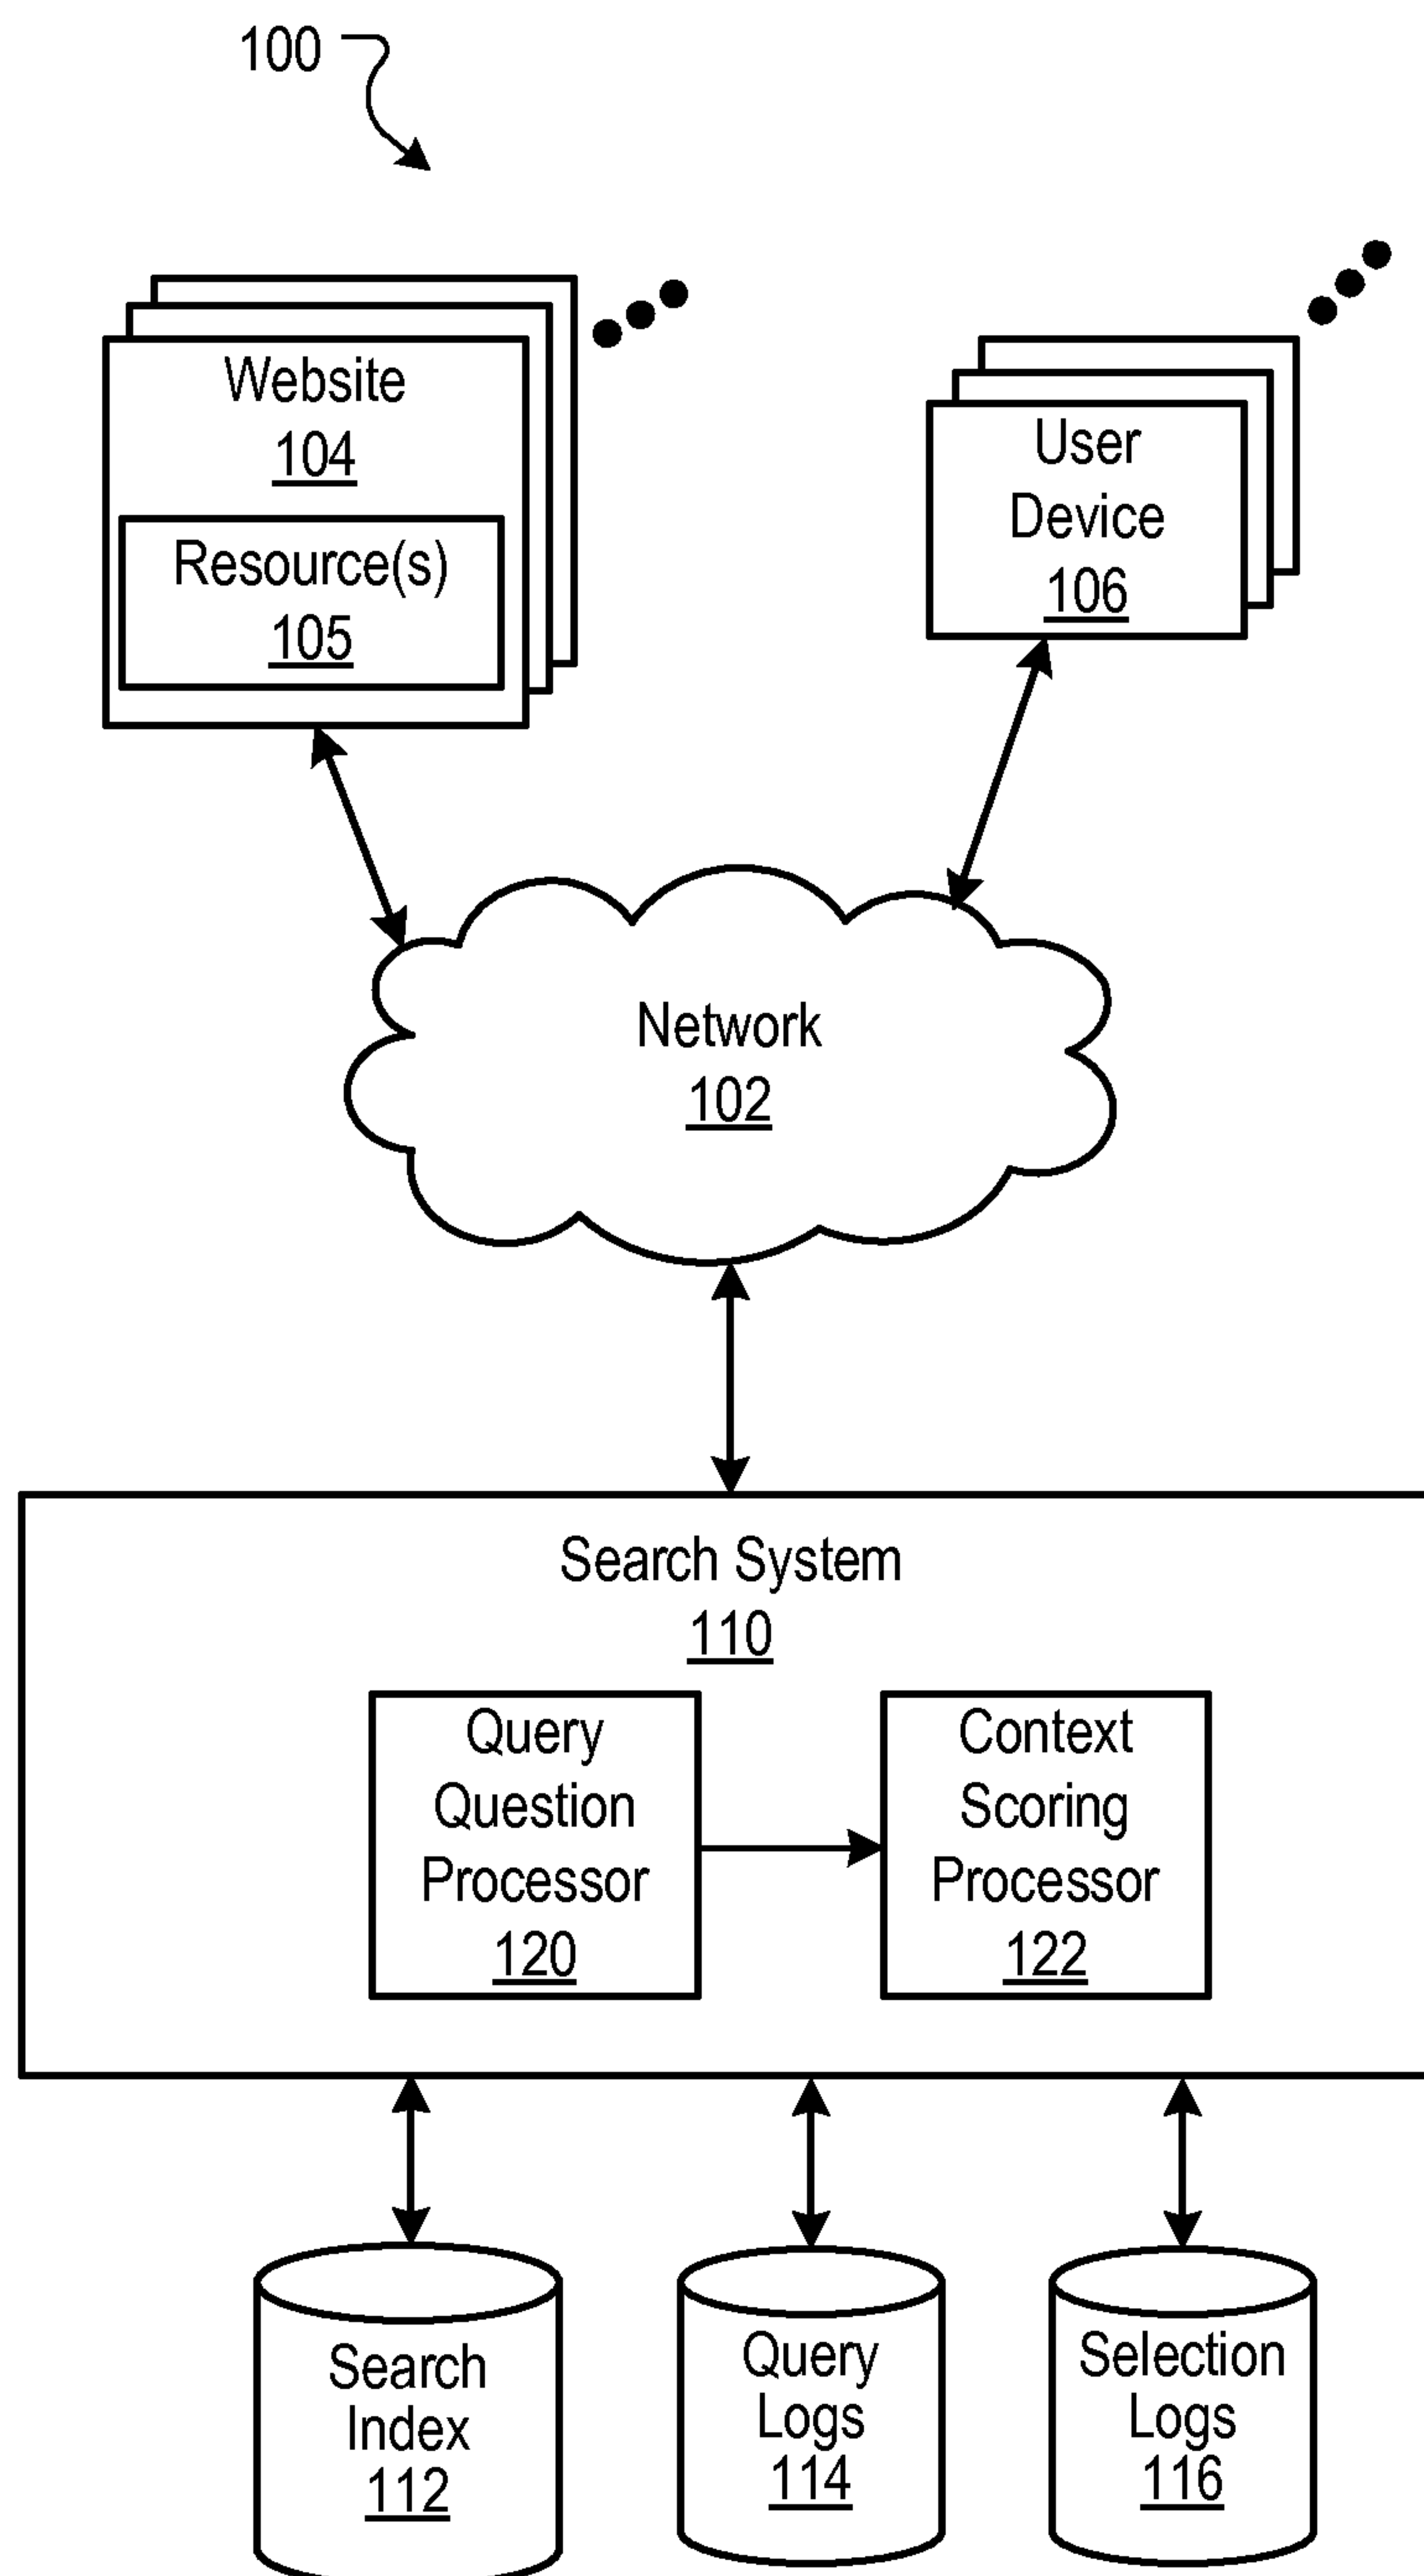 100
Website
104
Resource(s)
105
User
Device
106
Network
102
Search System
110
Query
Question
Processor
120
Context
Scoring
Processor
122
Search
Index
112
Query
Logs
114
Selection
Logs
116